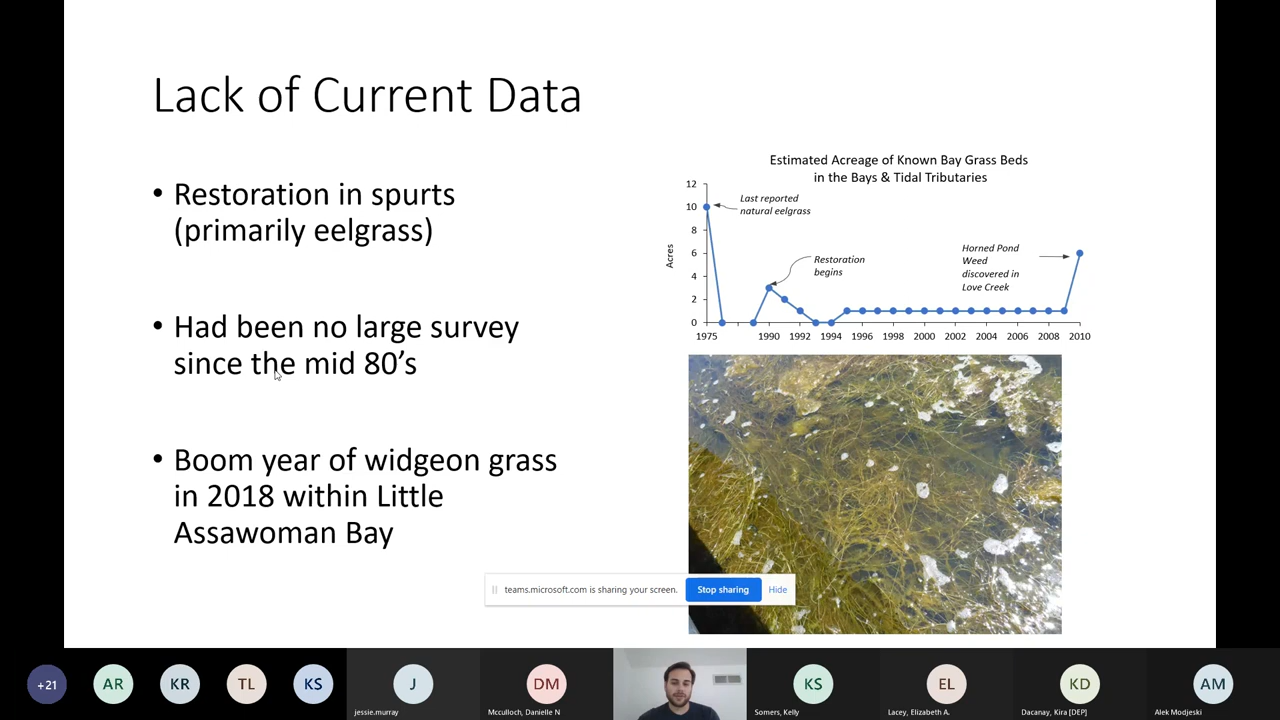 Lack of Current Data
• Restoration in spurts
(primarily eelgrass)
• Had been no large survey
since the mid 80’s
• Boom year of widgeon grass
in 2018 within Little
Assawoman Bay
Estimated Acreage of Known Bay Grass Beds
in the Bays & Tidal Tributaries
12
10
8
6
4
2
0
Acres
Last reported
natural eelgrass
Restoration
begins
Horned Pond
Weed
discovered in
Love Creek
1975 1990 1992 1994 1996 1998 2000 2002 2004 2006 2008 2010
teams.microsoft.com is sharing your screen. Stop sharing Hide
+21 AR KR TL KS J DM KS EL KD AM
jessie.murray Mcculloch, Danielle N Somers, Kelly Lacey, Elizabeth A. Dacanay, Kira [DEP] Alek Modjeski